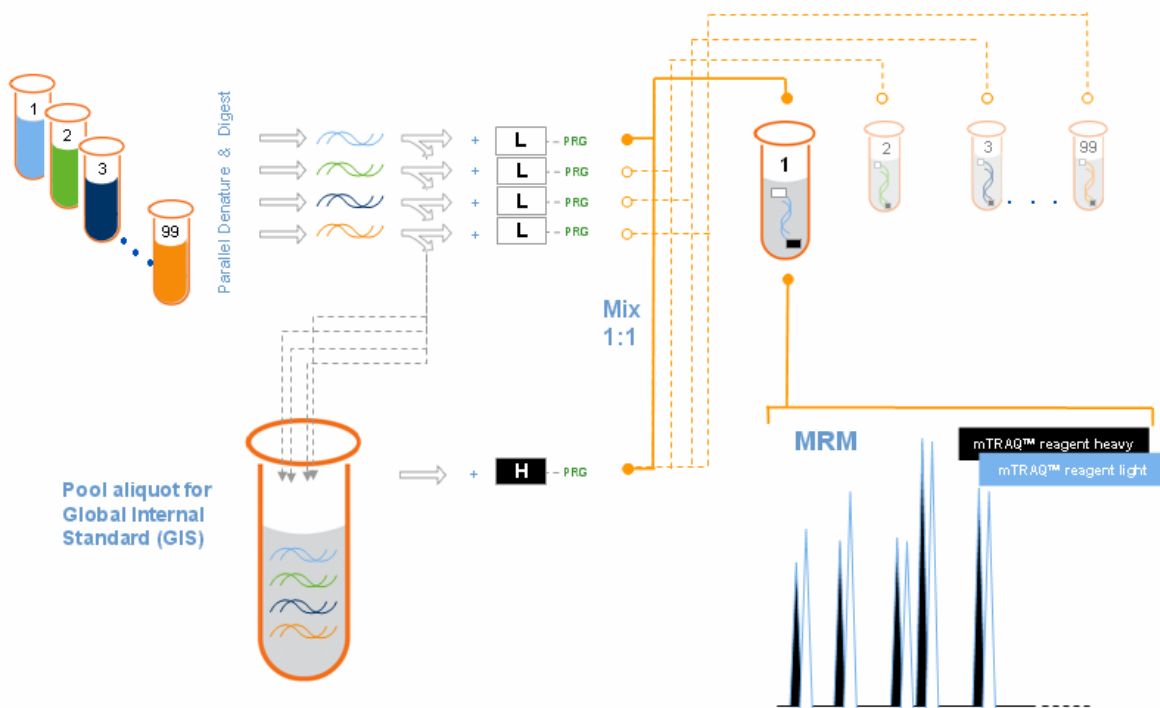 1
2
3
99
Parallel Denature & Digest
+ L PRG
+ L PRG
+ L PRG
+ L PRG
Mix
1:1
1
2
3
99
Pool aliquot for
Global Internal
Standard (GIS)
+ H PRG
MRM
mTRAQ™ reagent heavy
mTRAQ™ reagent light